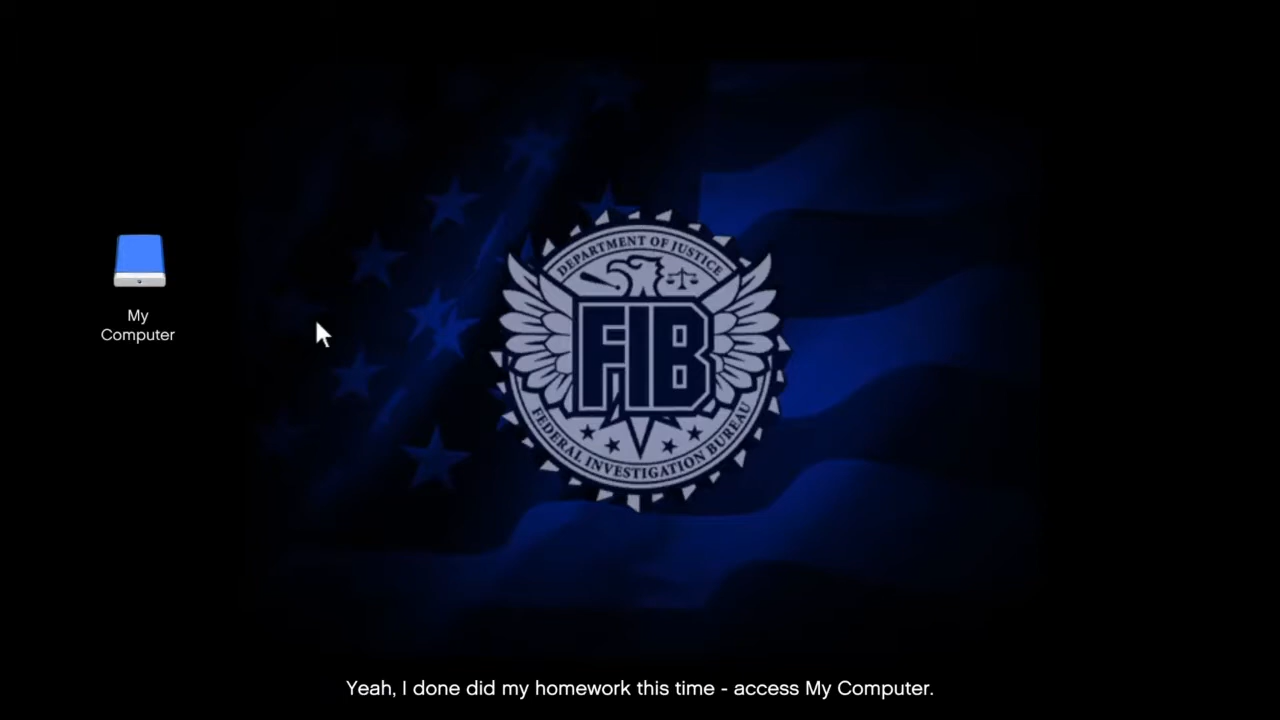 DEPARTMENT OF JUSTICE
FIB
FEDERAL INVESTIGATION BUREAU
My
Computer
Yeah, I done did my homework this time - access My Computer.